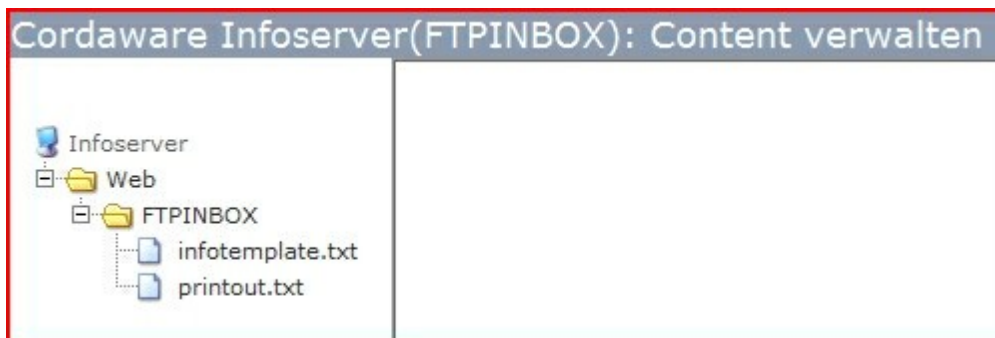 Cordaware Infoserver(FTPINBOX): Content verwalten
Infoserver
Web
FTPINBOX
infotemplate.txt
printout.txt